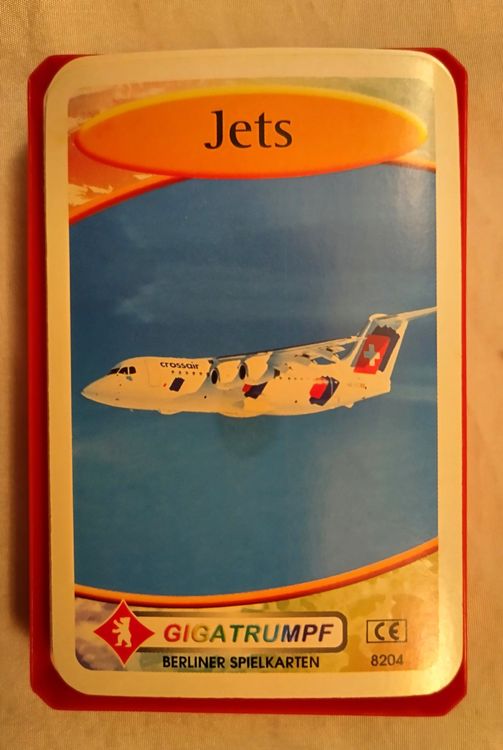 Jets
crossair
GIGATRUMPF
CE
BERLINER SPIELKARTEN
8204